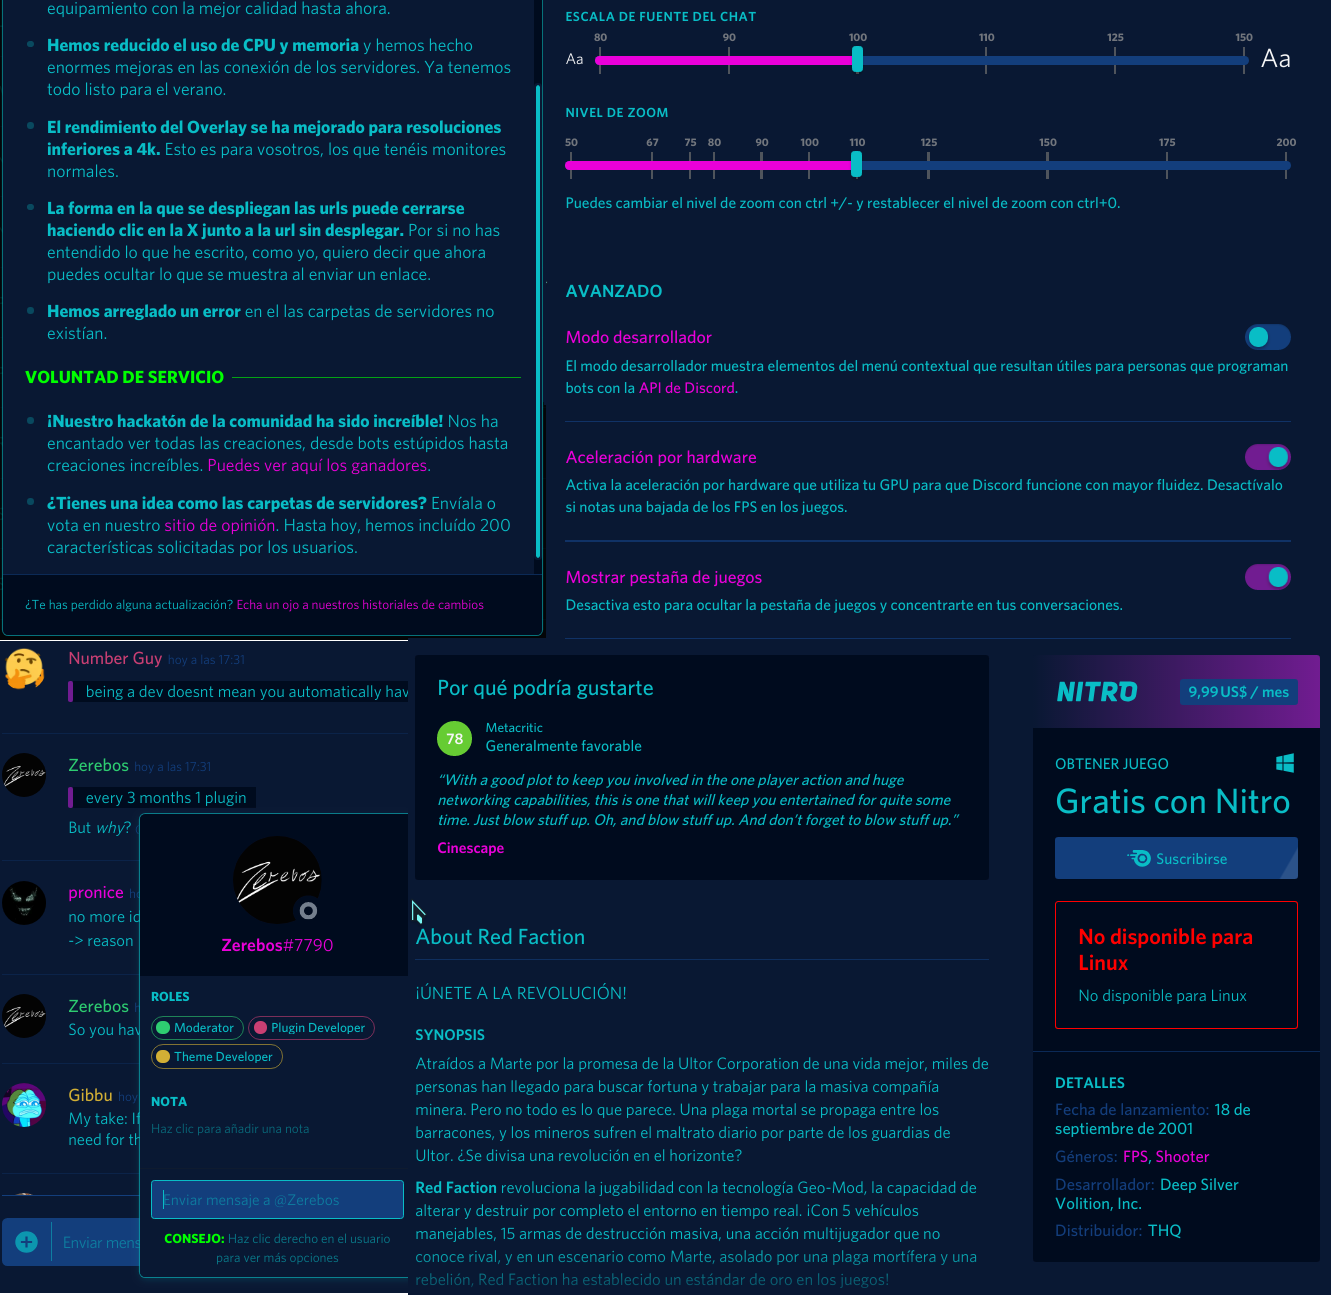 equipamiento con la mejor calidad hasta ahora.
Hemos reducido el uso de CPU y memoria y hemos hecho
enormes mejoras en las conexión de los servidores. Ya tenemos
todo listo para el verano.
El rendimiento del Overlay se ha mejorado para resoluciones
inferiores a 4k. Esto es para vosotros, los que tenéis monitores
normales.
La forma en la que se despliegan las urls puede cerrarse
haciendo clic en la X junto a la url sin desplegar. Por si no has
entendido lo que he escrito, como yo, quiero decir que ahora
puedes ocultar lo que se muestra al enviar un enlace.
Hemos arreglado un error en el las carpetas de servidores no
existían.
VOLUNTAD DE SERVICIO
¡Nuestro hackatón de la comunidad ha sido increíble! Nos ha
encantado ver todas las creaciones, desde bots estúpidos hasta
creaciones increíbles. Puedes ver aquí los ganadores.
¿Tienes una idea como las carpetas de servidores? Envíala o
vota en nuestro sitio de opinión. Hasta hoy, hemos incluído 200
características solicitadas por los usuarios.
¿Te has perdido alguna actualización? Echa un ojo a nuestros historiales de cambios
ESCALA DE FUENTE DEL CHAT
80 90 100 110 125 150
Aa Aa
NIVEL DE ZOOM
50 67 75 80 90 100 110 125 150 175 200
Puedes cambiar el nivel de zoom con ctrl +/- y restablecer el nivel de zoom con ctrl+0.
AVANZADO
Modo desarrollador
El modo desarrollador muestra elementos del menú contextual que resultan útiles para personas que programan
bots con la API de Discord.
Aceleración por hardware
Activa la aceleración por hardware que utiliza tu GPU para que Discord funcione con mayor fluidez. Desactívalo
si notas una bajada de los FPS en los juegos.
Mostrar pestaña de juegos
Desactiva esto para ocultar la pestaña de juegos y concentrarte en tus conversaciones.
Number Guy hoy a las 17:31
being a dev doesnt mean you automatically hav
Zerebos hoy a las 17:31
every 3 months 1 plugin
But why?
pronice ho
no more id
-> reason
Zerebos h
So you hav
Gibbu hoy
My take: If
need for th
Enviar mens
Zerebos
Zerebos#7790
ROLES
Moderator Plugin Developer
Theme Developer
NOTA
Haz clic para añadir una nota
Enviar mensaje a @Zerebos
CONSEJO: Haz clic derecho en el usuario
para ver más opciones
Por qué podría gustarte
78
Metacritic
Generalmente favorable
“With a good plot to keep you involved in the one player action and huge
networking capabilities, this is one that will keep you entertained for quite some
time. Just blow stuff up. Oh, and blow stuff up. And don’t forget to blow stuff up.”
Cinescape
About Red Faction
¡ÚNETE A LA REVOLUCIÓN!
SYNOPSIS
Atraídos a Marte por la promesa de la Ultor Corporation de una vida mejor, miles de
personas han llegado para buscar fortuna y trabajar para la masiva compañía
minera. Pero no todo es lo que parece. Una plaga mortal se propaga entre los
barracones, y los mineros sufren el maltrato diario por parte de los guardias de
Ultor. ¿Se divisa una revolución en el horizonte?
Red Faction revoluciona la jugabilidad con la tecnología Geo-Mod, la capacidad de
alterar y destruir por completo el entorno en tiempo real. ¡Con 5 vehículos
manejables, 15 armas de destrucción masiva, una acción multijugador que no
conoce rival, y en un escenario como Marte, asolado por una plaga mortífera y una
rebelión, Red Faction ha establecido un estándar de oro en los juegos!
NITRO 9,99 US$ / mes
OBTENER JUEGO
Gratis con Nitro
Suscribirse
No disponible para
Linux
No disponible para Linux
DETALLES
Fecha de lanzamiento: 18 de
septiembre de 2001
Géneros: FPS, Shooter
Desarrollador: Deep Silver
Volition, Inc.
Distribuidor: THQ